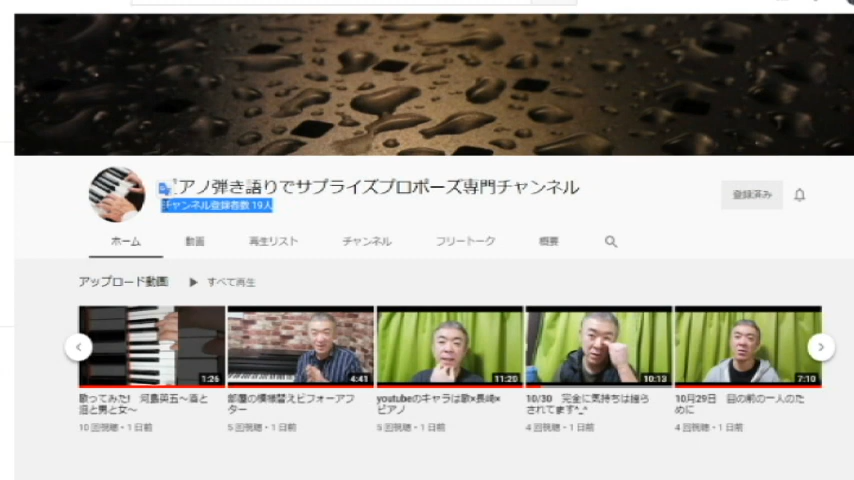 アノ弾き語りでサプライズプロポーズ専門チャンネル
チャンネル登録者数 19人
登録済み
ホーム
動画
再生リスト
チャンネル
フリートーク
概要
アップロード動画
すべて再生
1:26
4:41
11:20
10:13
7:10
歌ってみた! 河島英五～酒と
泪と男と女～
10 回視聴・1 日前
部屋の模様替えビフォーアフ
ター
5 回視聴・1 日前
youtubeのキャラは歌×長崎×
ピアノ
5 回視聴・1 日前
10/30 完全に気持ちは揺ら
されてます^_^
4 回視聴・1 日前
10月29日 目の前の一人のた
めに
4 回視聴・1 日前